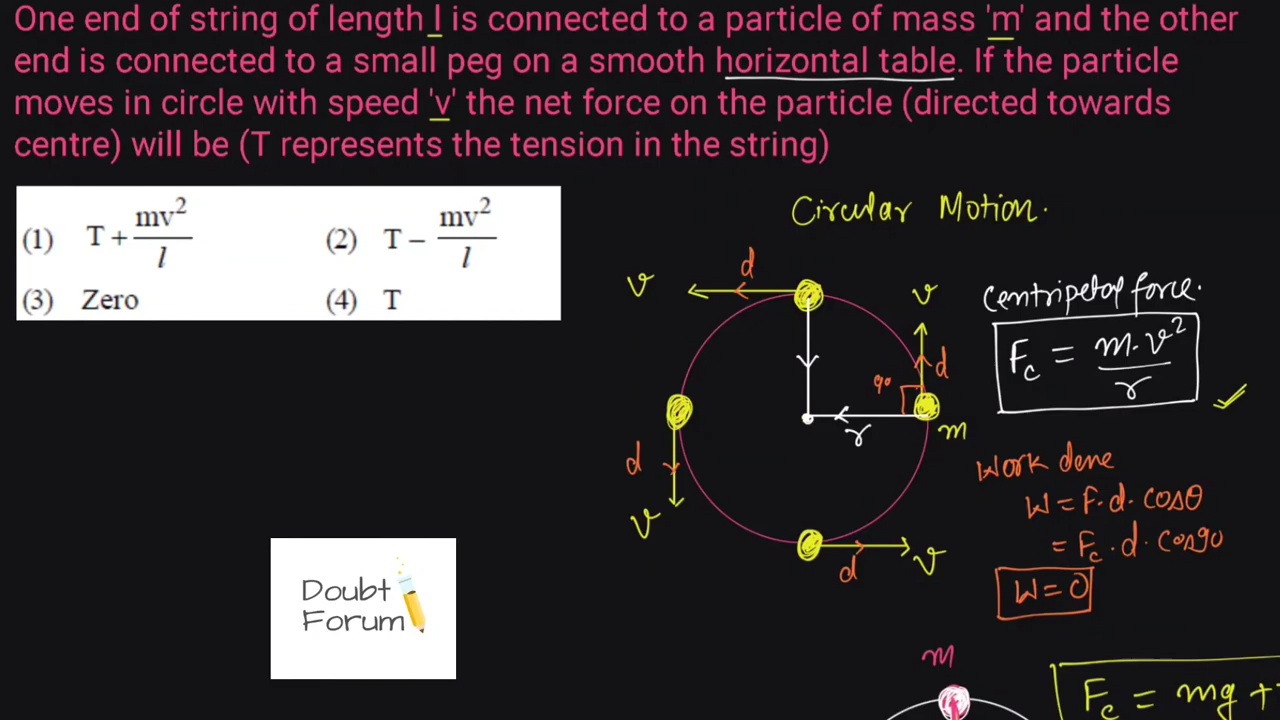 One end of string of length l is connected to a particle of mass 'm' and the other
end is connected to a small peg on a smooth horizontal table. If the particle
moves in circle with speed 'v' the net force on the particle (directed towards
centre) will be (T represents the tension in the string)
(1) T + mv²/l (2) T – mv²/l
(3) Zero (4) T
Circular Motion.
v d
v
d
90
r
m
d
v
d
v
Centripetal force.
Fc = m.v²/r
Work done
W = F.d.cosθ
= Fc.d.cos90
W = 0
Doubt
Forum
m
Fc = mg +